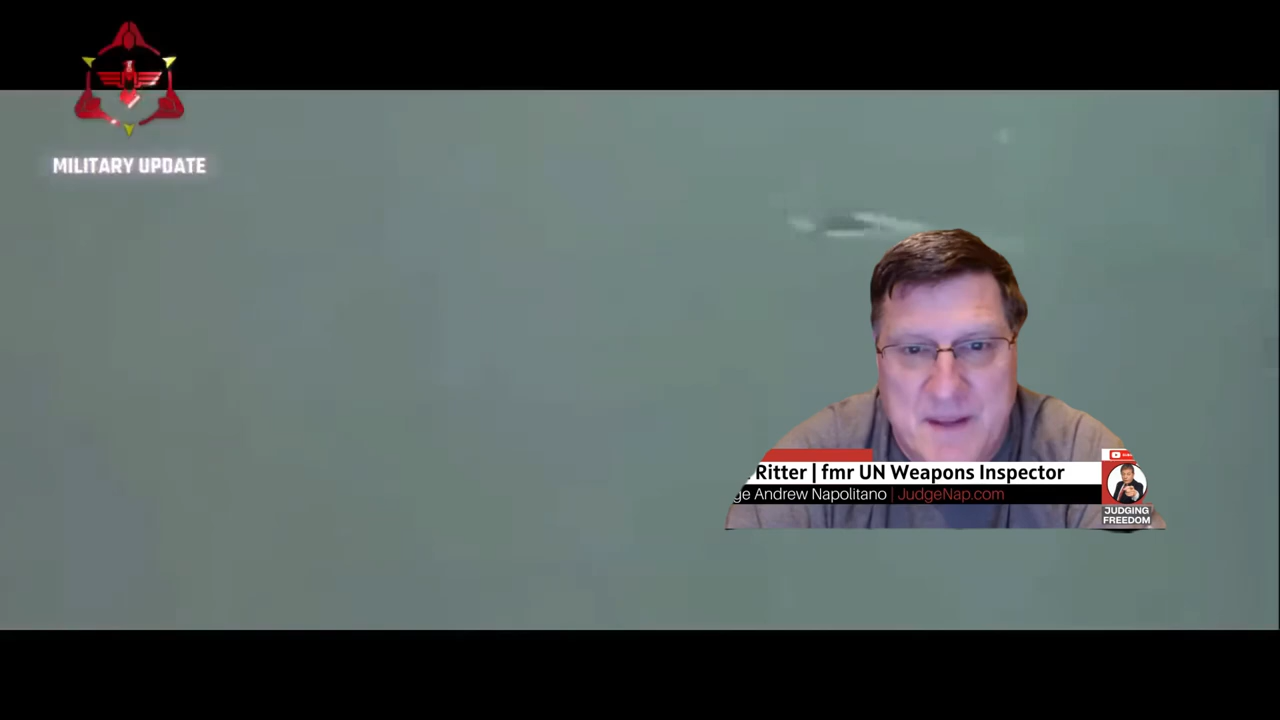 MILITARY UPDATE
Ritter | fmr UN Weapons Inspector
ge Andrew Napolitano | JudgeNap.com
JUDGING
FREEDOM